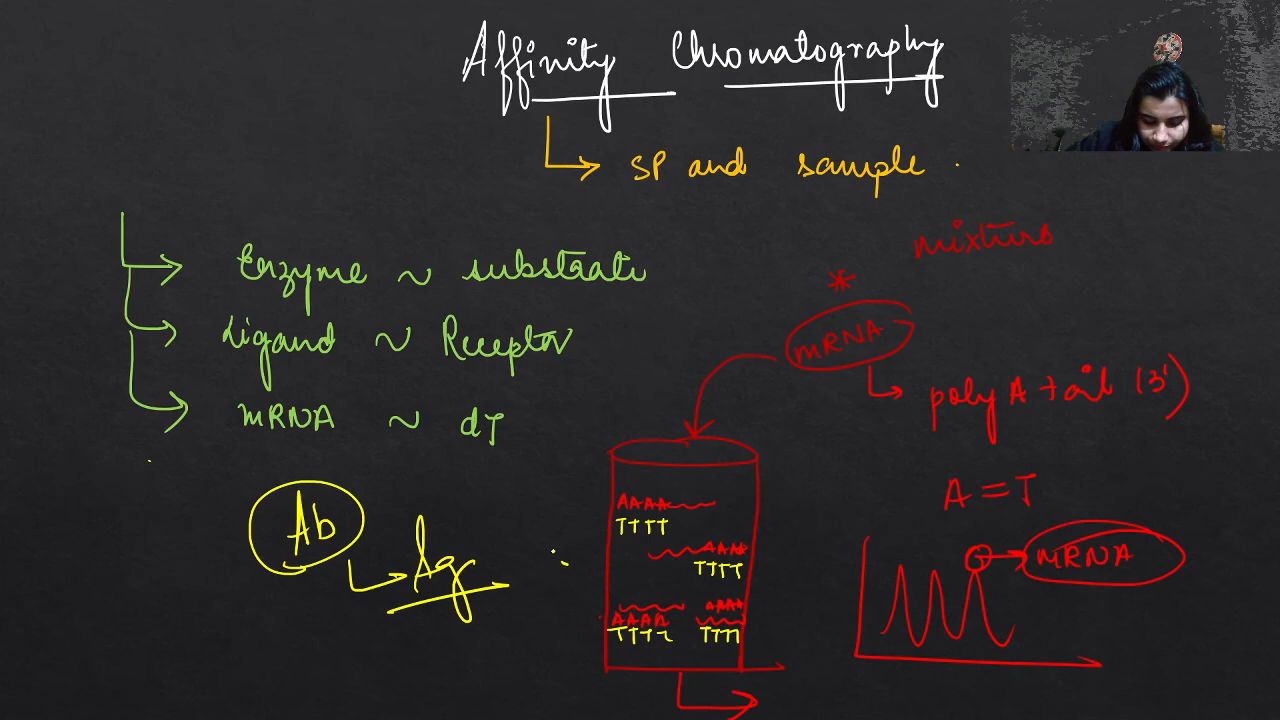 Affinity Chromatography
SP and sample
mixture
Enzyme ~ substrate
Ligand ~ Receptor
mRNA ~ dT
*
mRNA
poly A tail (3')
A = T
Ab
Ag
AAAA
TTTT
AAAA
TTTT
AAAA
TTTT
AAAA
TTTT
mRNA